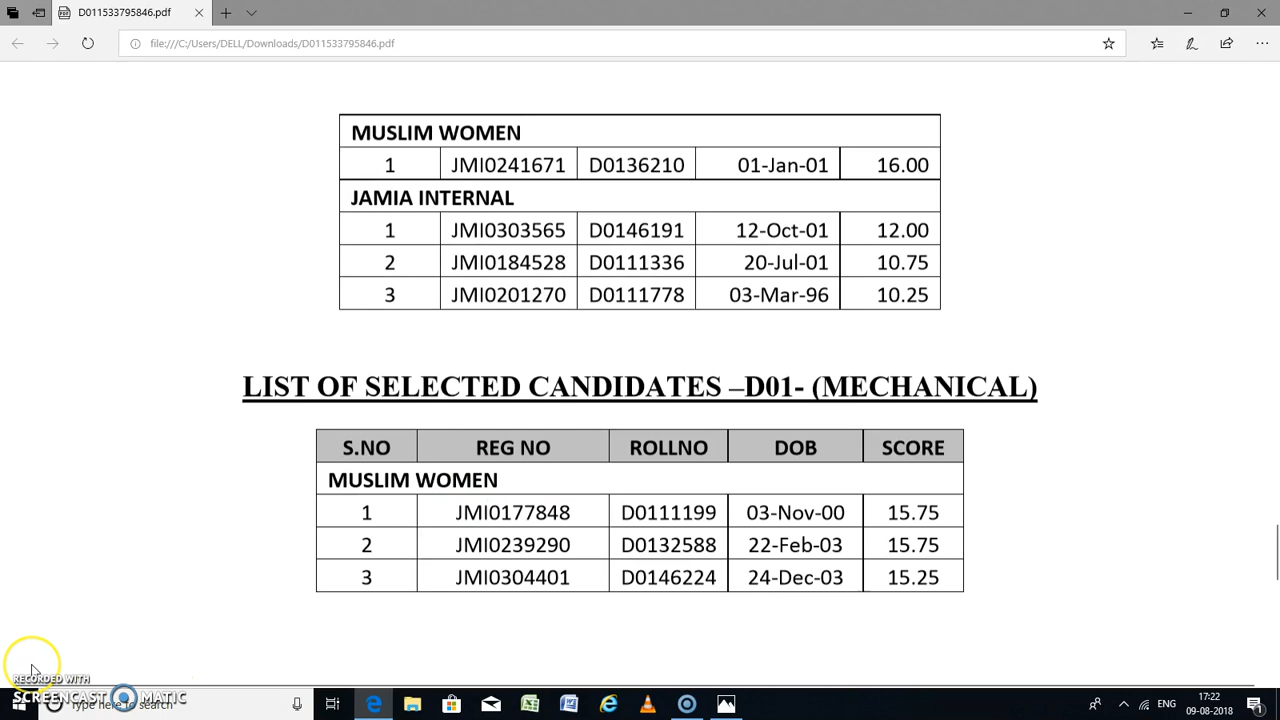 D011533795846.pdf
file:///C:/Users/DELL/Downloads/D011533795846.pdf
MUSLIM WOMEN
1 JMI0241671 D0136210 01-Jan-01 16.00
JAMIA INTERNAL
1 JMI0303565 D0146191 12-Oct-01 12.00
2 JMI0184528 D0111336 20-Jul-01 10.75
3 JMI0201270 D0111778 03-Mar-96 10.25
LIST OF SELECTED CANDIDATES –D01- (MECHANICAL)
S.NO REG NO ROLLNO DOB SCORE
MUSLIM WOMEN
1 JMI0177848 D0111199 03-Nov-00 15.75
2 JMI0239290 D0132588 22-Feb-03 15.75
3 JMI0304401 D0146224 24-Dec-03 15.25
RECORDED WITH
SCREENCAST MATIC
Type here to search
17:22
09-08-2018